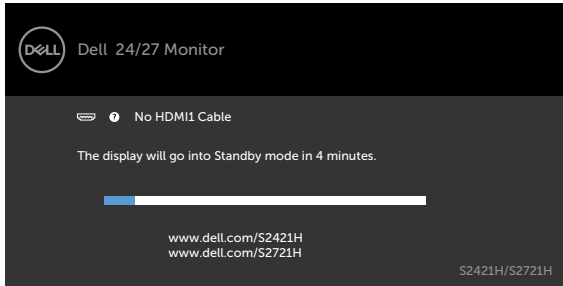 DELL
Dell 24/27 Monitor
? No HDMI1 Cable
The display will go into Standby mode in 4 minutes.
www.dell.com/S2421H
www.dell.com/S2721H
S2421H/S2721H